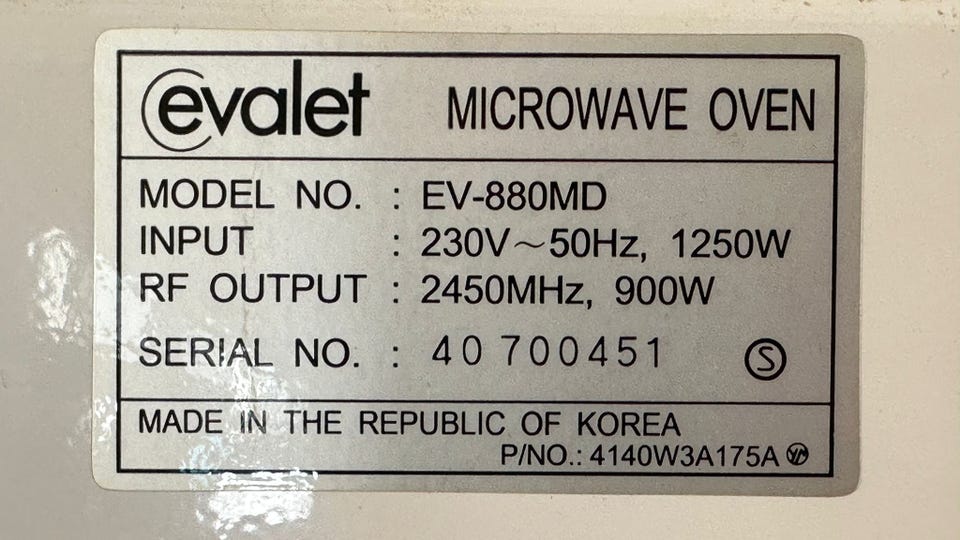 evalet MICROWAVE OVEN
MODEL NO. : EV-880MD
INPUT : 230V~50Hz, 1250W
RF OUTPUT : 2450MHz, 900W
SERIAL NO. : 40 700451 Ⓢ
MADE IN THE REPUBLIC OF KOREA
P/NO.: 4140W3A175A